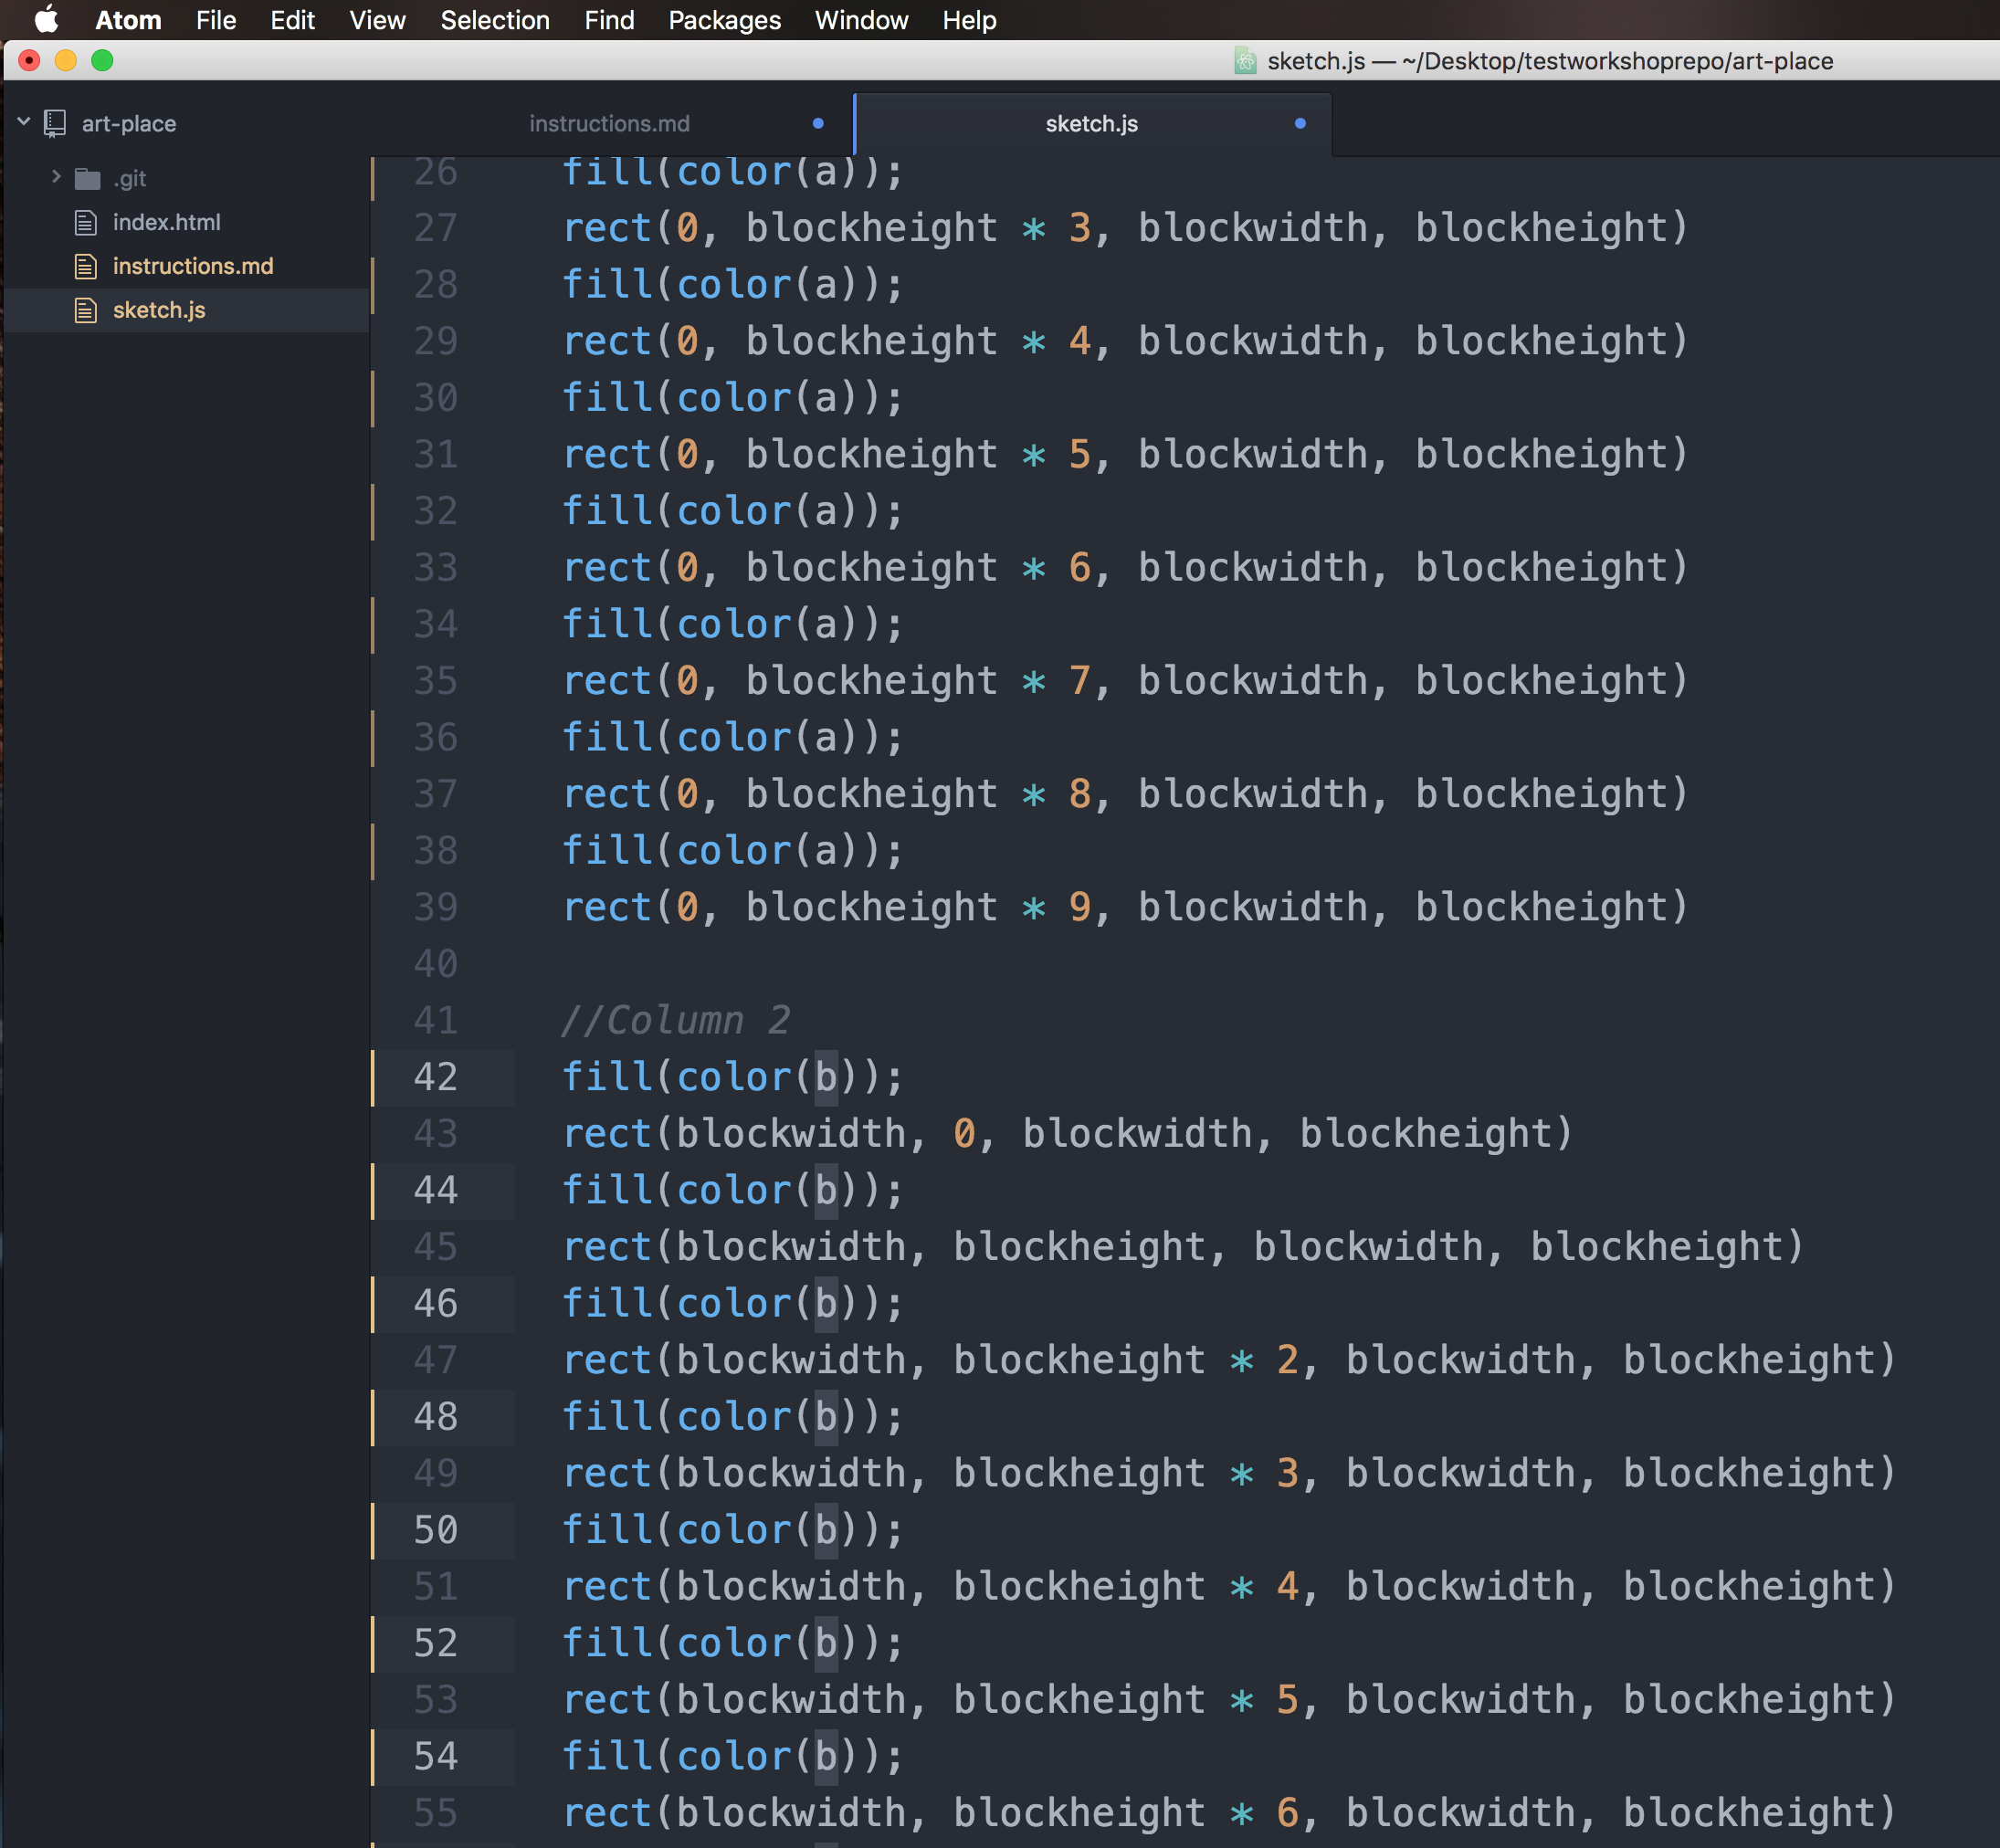 Atom File Edit View Selection Find Packages Window Help
sketch.js — ~/Desktop/testworkshoprepo/art-place
art-place
.git
index.html
instructions.md
sketch.js
instructions.md
sketch.js
26 fill(color(a));
27 rect(0, blockheight * 3, blockwidth, blockheight)
28 fill(color(a));
29 rect(0, blockheight * 4, blockwidth, blockheight)
30 fill(color(a));
31 rect(0, blockheight * 5, blockwidth, blockheight)
32 fill(color(a));
33 rect(0, blockheight * 6, blockwidth, blockheight)
34 fill(color(a));
35 rect(0, blockheight * 7, blockwidth, blockheight)
36 fill(color(a));
37 rect(0, blockheight * 8, blockwidth, blockheight)
38 fill(color(a));
39 rect(0, blockheight * 9, blockwidth, blockheight)
40
41 //Column 2
42 fill(color(b));
43 rect(blockwidth, 0, blockwidth, blockheight)
44 fill(color(b));
45 rect(blockwidth, blockheight, blockwidth, blockheight)
46 fill(color(b));
47 rect(blockwidth, blockheight * 2, blockwidth, blockheight)
48 fill(color(b));
49 rect(blockwidth, blockheight * 3, blockwidth, blockheight)
50 fill(color(b));
51 rect(blockwidth, blockheight * 4, blockwidth, blockheight)
52 fill(color(b));
53 rect(blockwidth, blockheight * 5, blockwidth, blockheight)
54 fill(color(b));
55 rect(blockwidth, blockheight * 6, blockwidth, blockheight)